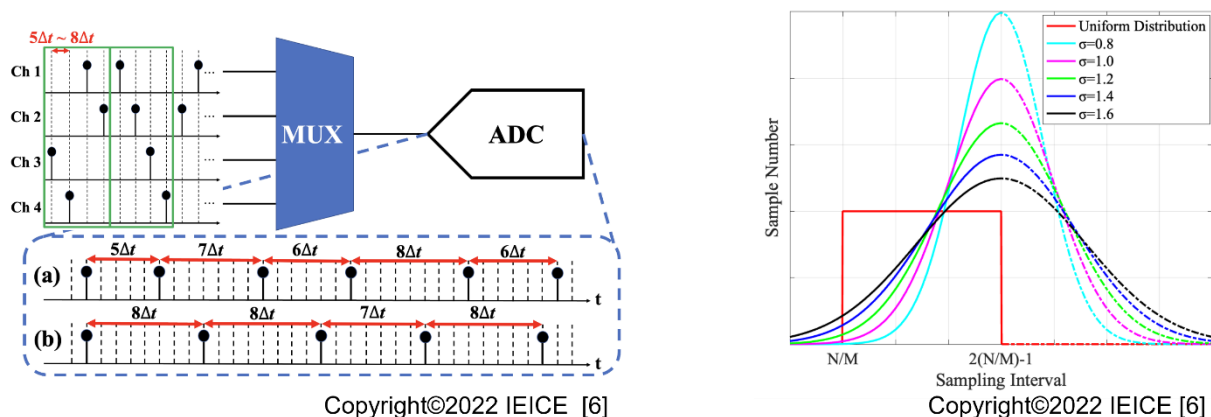 5Δt ~ 8Δt
Ch 1
...
Ch 2
...
Ch 3
...
Ch 4
...
MUX
ADC
(a)
5Δt
7Δt
6Δt
8Δt
6Δt
t
(b)
8Δt
8Δt
7Δt
8Δt
t
Copyright©2022 IEICE [6]
Uniform Distribution
σ=0.8
σ=1.0
σ=1.2
σ=1.4
σ=1.6
Sample Number
N/M
2(N/M)-1
Sampling Interval
Copyright©2022 IEICE [6]